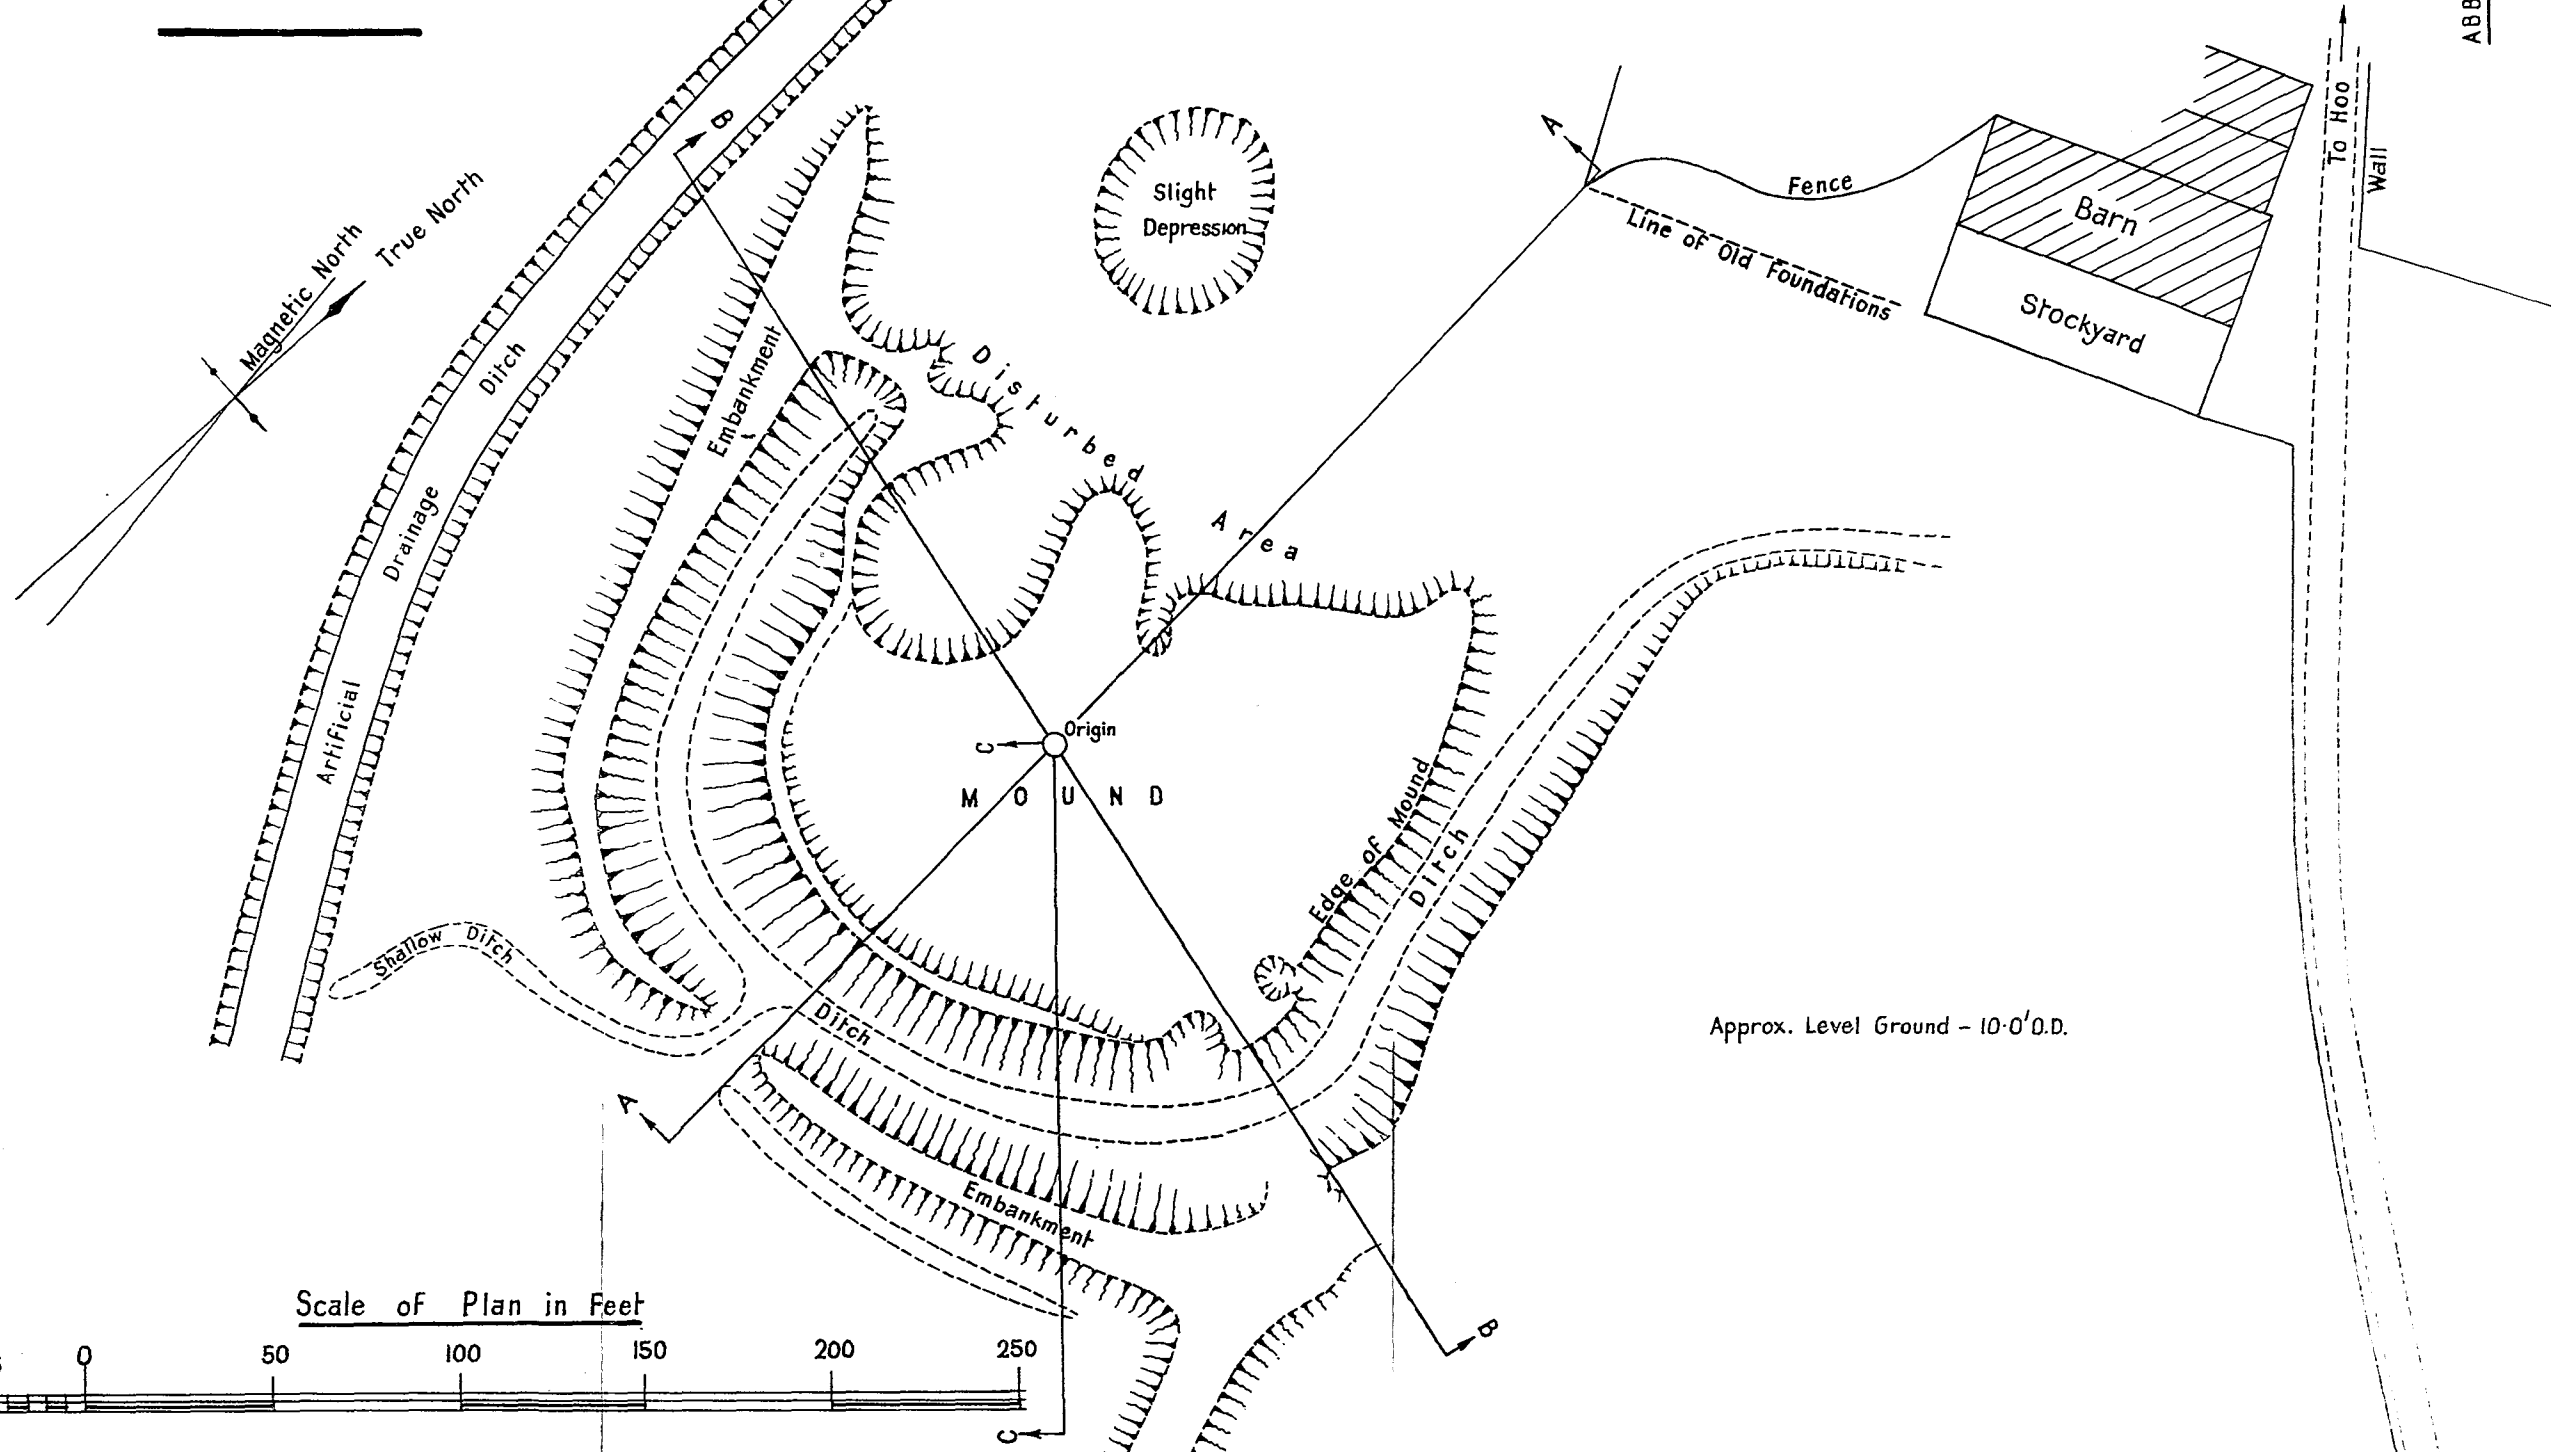 ABB
To Hoo
Wall
B
A
Fence
Barn
Line of Old Foundations
Stockyard
Slight
Depression
True North
Magnetic North
Embankment
Disturbed
Area
Artificial Drainage Ditch
Origin
C
MOUND
Edge of Mound
Ditch
Shallow Ditch
Ditch
Approx. Level Ground – 10·0' O.D.
A
Embankment
B
C
Scale of Plan in Feet
0 50 100 150 200 250